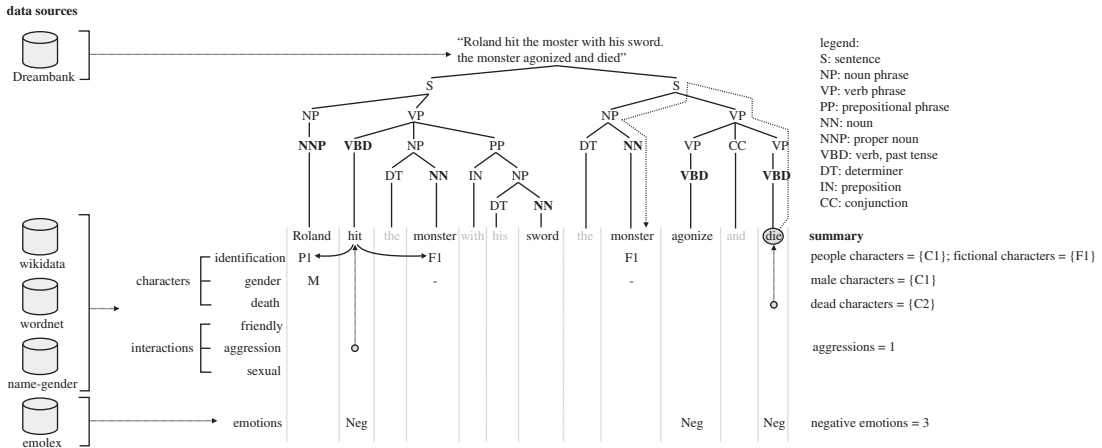 data sources
Dreambank
“Roland hit the moster with his sword.
the monster agonized and died”
legend:
S: sentence
NP: noun phrase
VP: verb phrase
PP: prepositional phrase
NN: noun
NNP: proper noun
VBD: verb, past tense
DT: determiner
IN: preposition
CC: conjunction
S S
NP VP NP VP
NNP VBD NP PP DT NN VP CC VP
DT NN IN NP VBD VBD
DT NN
Roland hit the monster with his sword the monster agonize and die summary
wikidata
identification P1 F1 F1 people characters = {C1}; fictional characters = {F1}
characters gender M - - male characters = {C1}
death dead characters = {C2}
wordnet
friendly
interactions aggression aggressions = 1
sexual
name-gender
emotions Neg Neg Neg negative emotions = 3
emolex